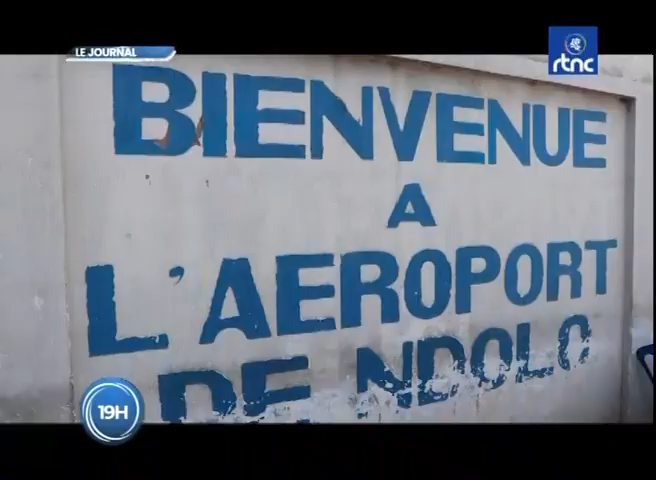 LE JOURNAL
rtnc
BIENVENUE
A
L'AEROPORT
DE NDOLO
19H